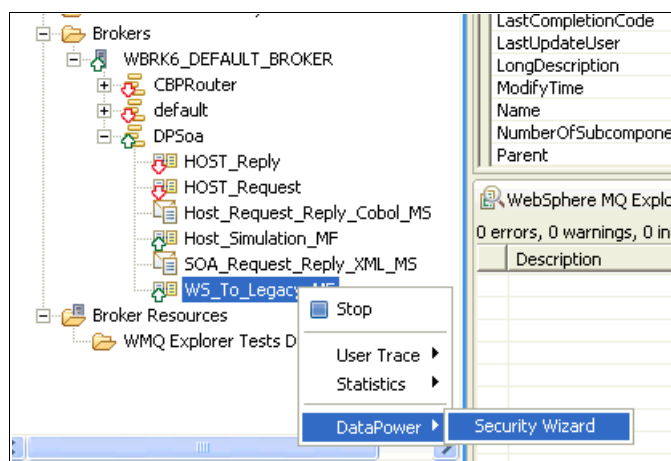 Brokers
WBRK6_DEFAULT_BROKER
CBPRouter
default
DPSoa
HOST_Reply
HOST_Request
Host_Request_Reply_Cobol_MS
Host_Simulation_MF
SOA_Request_Reply_XML_MS
WS_To_Legacy_MF
Broker Resources
WMQ Explorer Tests D
Stop
User Trace
Statistics
DataPower
Security Wizard
LastCompletionCode
LastUpdateUser
LongDescription
ModifyTime
Name
NumberOfSubcompone
Parent
WebSphere MQ Explo
0 errors, 0 warnings, 0 in
Description